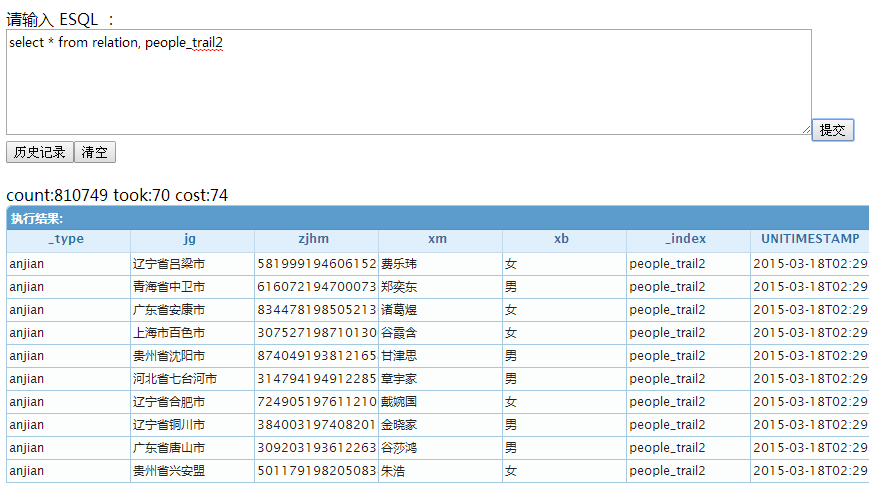 请输入 ESQL ：
select * from relation, people_trail2
提交
历史记录 清空
count:810749 took:70 cost:74
执行结果:
_type jg zjhm xm xb _index UNITIMESTAMP
anjian 辽宁省吕梁市 581999194606152 费乐玮 女 people_trail2 2015-03-18T02:29
anjian 青海省中卫市 616072194700073 郑奕东 男 people_trail2 2015-03-18T02:29
anjian 广东省安康市 834478198505213 诸葛煜 女 people_trail2 2015-03-18T02:29
anjian 上海市百色市 307527198710130 谷霞含 女 people_trail2 2015-03-18T02:29
anjian 贵州省沈阳市 874049193812165 甘津思 男 people_trail2 2015-03-18T02:29
anjian 河北省七台河市 314794194912285 章宇家 男 people_trail2 2015-03-18T02:29
anjian 辽宁省合肥市 724905197611210 戴婉国 女 people_trail2 2015-03-18T02:29
anjian 辽宁省铜川市 384003197408201 金晓家 男 people_trail2 2015-03-18T02:29
anjian 广东省唐山市 309203193612263 谷莎鸿 男 people_trail2 2015-03-18T02:29
anjian 贵州省兴安盟 501179198205083 朱浩 女 people_trail2 2015-03-18T02:29